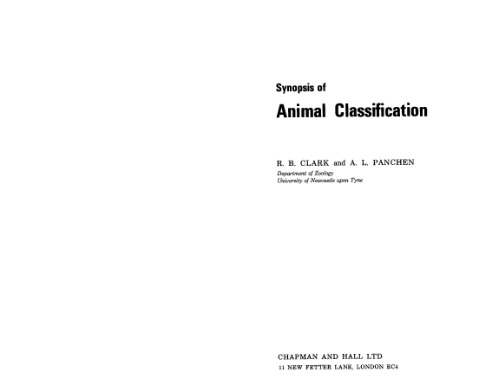 Synopsis of
Animal Classification
R. B. CLARK and A. L. PANCHEN
Department of Zoology
University of Newcastle upon Tyne
CHAPMAN AND HALL LTD
11 NEW FETTER LANE, LONDON EC4